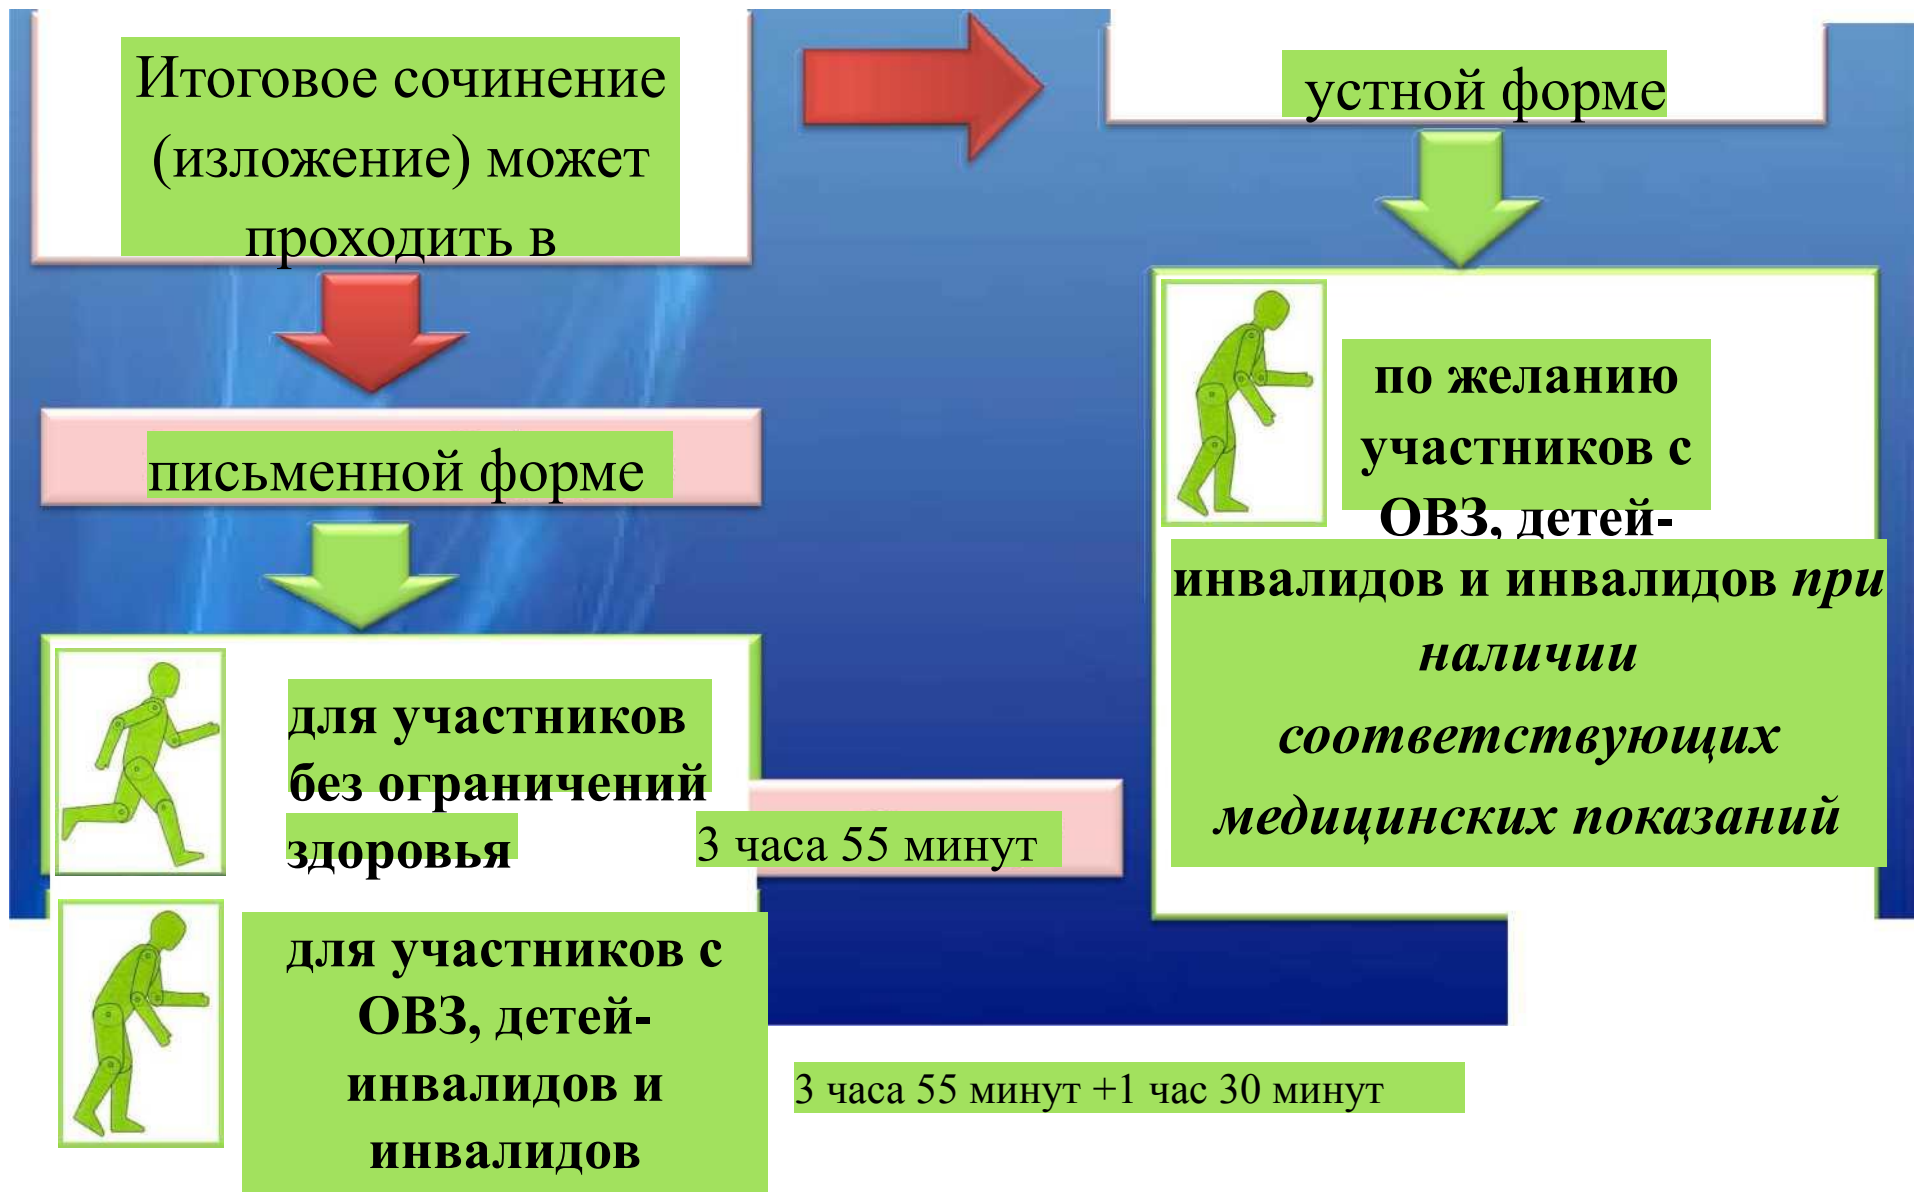 Итоговое сочинение
(изложение) может
проходить в
устной форме
письменной форме
по желанию
участников с
ОВЗ, детей-
инвалидов и инвалидов при
наличии
соответствующих
медицинских показаний
для участников
без ограничений
здоровья
3 часа 55 минут
для участников с
ОВЗ, детей-
инвалидов и
инвалидов
3 часа 55 минут +1 час 30 минут